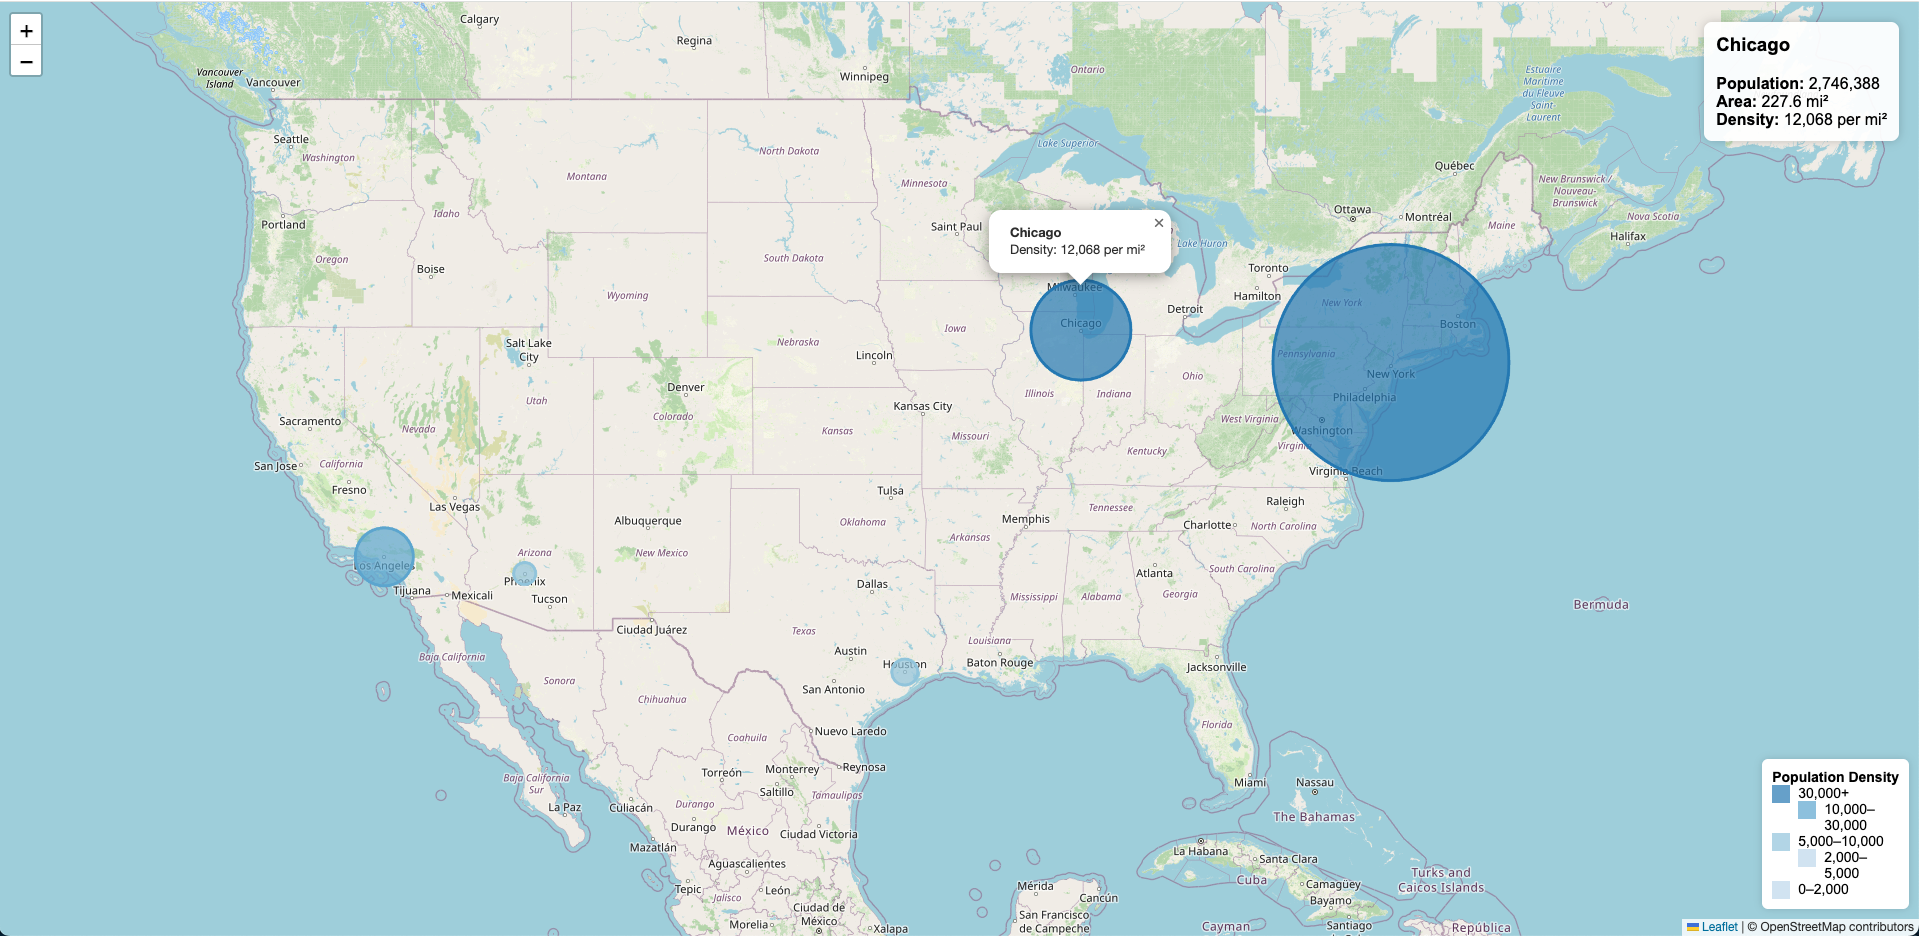 +
−
Chicago
Population: 2,746,388
Area: 227.6 mi²
Density: 12,068 per mi²
Chicago
×
Density: 12,068 per mi²
Calgary
Regina
Winnipeg
Ontario
Estuaire
Maritime
du Fleuve
Saint-
Laurent
Vancouver
Island
Vancouver
Seattle
Washington
North Dakota
Lake Superior
Montana
Minnesota
Québec
New Brunswick /
Nouveau-
Brunswick
Idaho
Portland
Saint Paul
Ottawa
Montréal
Maine
Nova Scotia
Halifax
Lake Huron
Oregon
Boise
South Dakota
Toronto
Hamilton
Wyoming
Milwaukee
Detroit
New York
Boston
Chicago
Iowa
Nebraska
Salt Lake
City
Lincoln
Pennsylvania
New York
Ohio
Denver
Utah
Illinois
Indiana
Philadelphia
Colorado
Kansas City
Sacramento
Nevada
Kansas
Missouri
West Virginia
Washington
Virginia
Kentucky
San Jose
California
Virginia Beach
Fresno
Las Vegas
Tulsa
Raleigh
Albuquerque
Oklahoma
Memphis
Tennessee
Charlotte
North Carolina
Arizona
New Mexico
Arkansas
Los Angeles
Phoenix
Atlanta
South Carolina
Tijuana
Mexicali
Tucson
Dallas
Mississippi
Alabama
Georgia
Bermuda
Ciudad Juárez
Texas
Louisiana
Baja California
Austin
Houston
Baton Rouge
Jacksonville
Sonora
Chihuahua
San Antonio
Florida
Nuevo Laredo
Coahuila
Torreón
Monterrey
Reynosa
Baja California
Sur
Saltillo
Tamaulipas
Miami
Nassau
La Paz
Culiacán
Durango
Durango
México
Ciudad Victoria
The Bahamas
Mazatlán
Aguascalientes
La Habana
Santa Clara
Tepic
León
Jalisco
Mérida
Cancún
Cuba
Camagüey
Bayamo
Turks and
Caicos Islands
Ciudad de
México
Morelia
Xalapa
San Francisco
de Campeche
Cayman
Santiago
República
Population Density
30,000+
10,000–
30,000
5,000–10,000
2,000–
5,000
0–2,000
Leaflet | © OpenStreetMap contributors